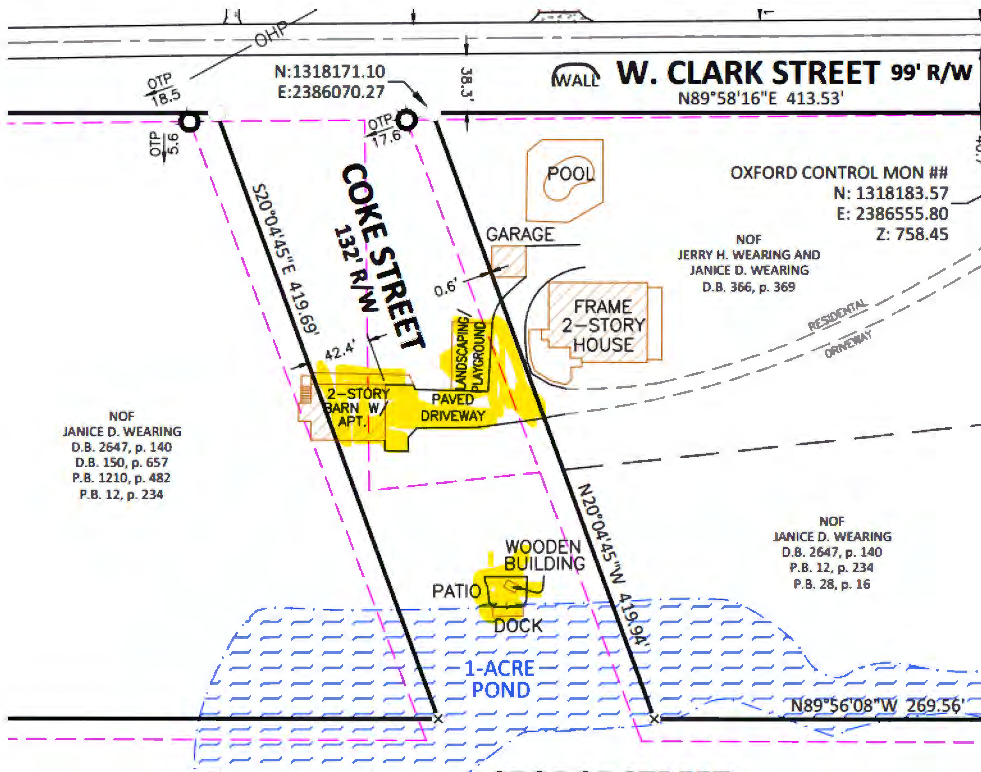 OHP
OTP
18.5
N:1318171.10
E:2386070.27
38.3'
WALL
W. CLARK STREET 99' R/W
N89°58'16"E 413.53'
OTP
5.6
OTP
17.6
COKE STREET
132' R/W
POOL
OXFORD CONTROL MON ##
N: 1318183.57
E: 2386555.80
Z: 758.45
S20°04'45"E 419.69'
GARAGE
NOF
JERRY H. WEARING AND
JANICE D. WEARING
D.B. 366, p. 369
0.6'
FRAME
2-STORY
HOUSE
RESIDENTAL
DRIVEWAY
LANDSCAPING/
PLAYGROUND
42.4'
2-STORY
BARN W/
APT.
PAVED
DRIVEWAY
NOF
JANICE D. WEARING
D.B. 2647, p. 140
D.B. 150, p. 657
P.B. 1210, p. 482
P.B. 12, p. 234
N20°04'45"W 419.94'
NOF
JANICE D. WEARING
D.B. 2647, p. 140
P.B. 12, p. 234
P.B. 28, p. 16
WOODEN
BUILDING
PATIO
DOCK
1-ACRE
POND
N89°56'08"W 269.56'